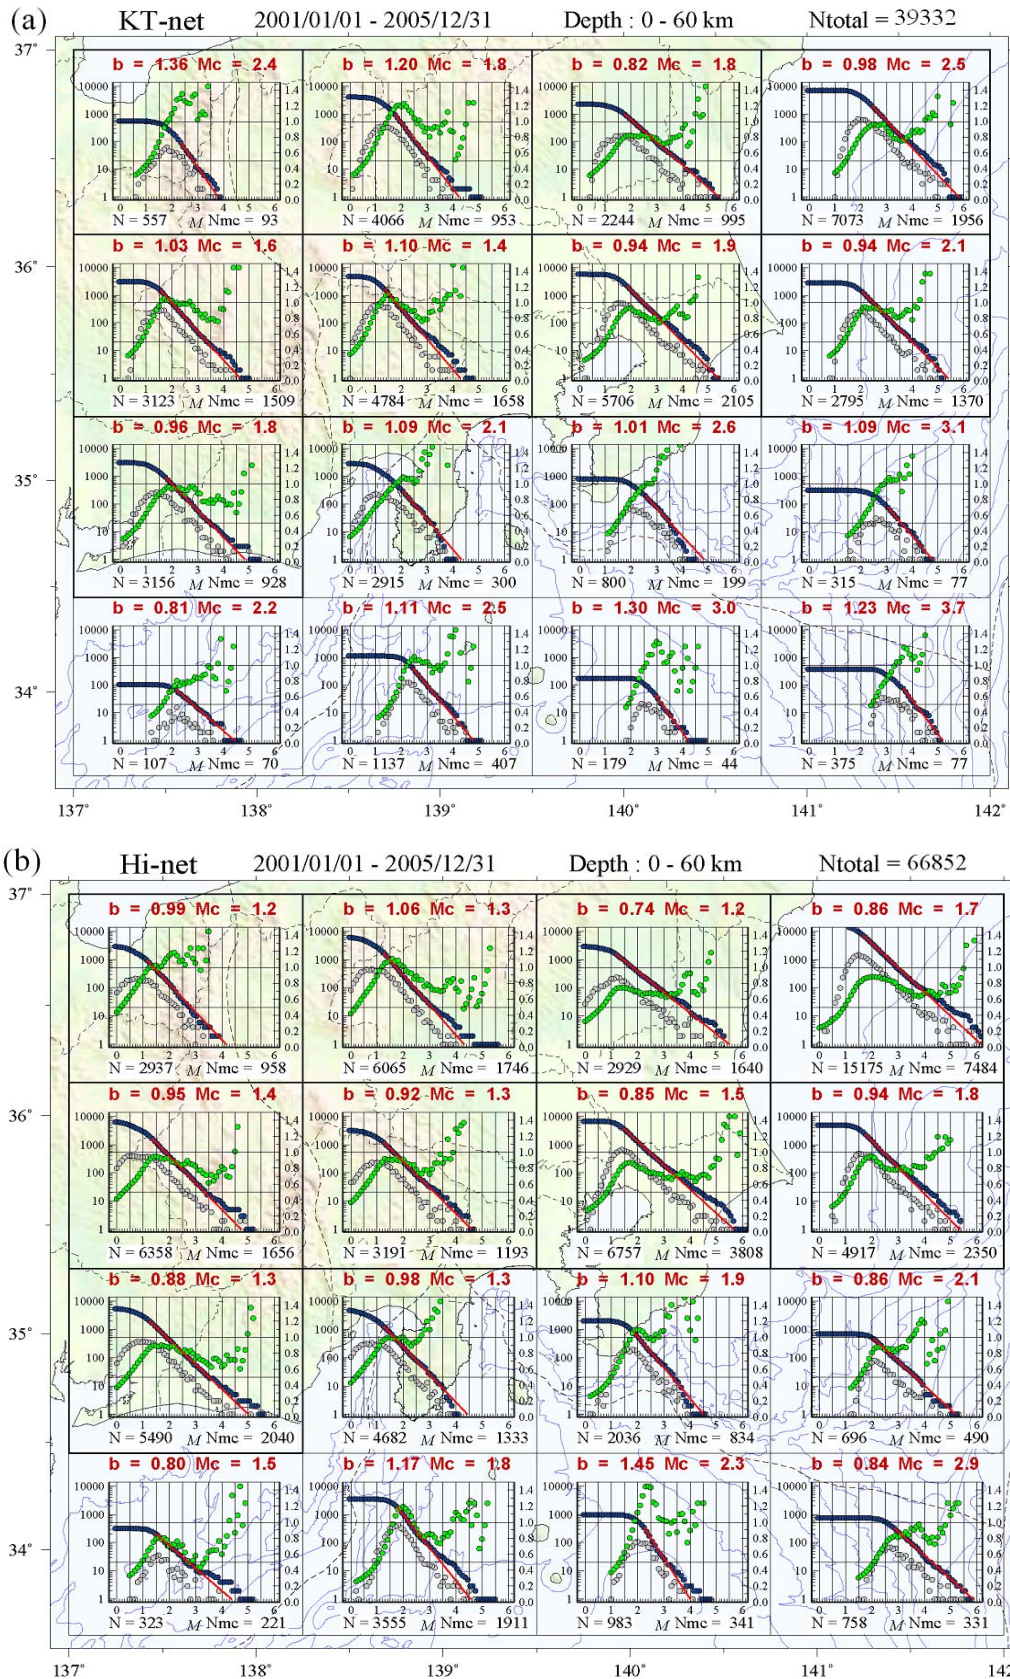 (a) KT-net 2001/01/01 - 2005/12/31 Depth : 0 - 60 km Ntotal = 39332
37°
b = 1.36 Mc = 2.4 b = 1.20 Mc = 1.8 b = 0.82 Mc = 1.8 b = 0.98 Mc = 2.5
N = 557 M Nmc = 93 N = 4066 M Nmc = 953 N = 2244 M Nmc = 995 N = 7073 M Nmc = 1956
36°
b = 1.03 Mc = 1.6 b = 1.10 Mc = 1.4 b = 0.94 Mc = 1.9 b = 0.94 Mc = 2.1
N = 3123 M Nmc = 1509 N = 4784 M Nmc = 1658 N = 5706 M Nmc = 2105 N = 2795 M Nmc = 1370
b = 0.96 Mc = 1.8 b = 1.09 Mc = 2.1 b = 1.01 Mc = 2.6 b = 1.09 Mc = 3.1
35°
N = 3156 M Nmc = 928 N = 2915 M Nmc = 300 N = 800 M Nmc = 199 N = 315 M Nmc = 77
b = 0.81 Mc = 2.2 b = 1.11 Mc = 2.5 b = 1.30 Mc = 3.0 b = 1.23 Mc = 3.7
34°
N = 107 M Nmc = 70 N = 1137 M Nmc = 407 N = 179 M Nmc = 44 N = 375 M Nmc = 77
137° 138° 139° 140° 141° 142°
(b) Hi-net 2001/01/01 - 2005/12/31 Depth : 0 - 60 km Ntotal = 66852
37°
b = 0.99 Mc = 1.2 b = 1.06 Mc = 1.3 b = 0.74 Mc = 1.2 b = 0.86 Mc = 1.7
N = 2937 M Nmc = 958 N = 6065 M Nmc = 1746 N = 2929 M Nmc = 1640 N = 15175 M Nmc = 7484
36°
b = 0.95 Mc = 1.4 b = 0.92 Mc = 1.3 b = 0.85 Mc = 1.5 b = 0.94 Mc = 1.8
N = 6358 M Nmc = 1656 N = 3191 M Nmc = 1193 N = 6757 M Nmc = 3808 N = 4917 M Nmc = 2350
b = 0.88 Mc = 1.3 b = 0.98 Mc = 1.3 b = 1.10 Mc = 1.9 b = 0.86 Mc = 2.1
35°
N = 5490 M Nmc = 2040 N = 4682 M Nmc = 1333 N = 2036 M Nmc = 834 N = 696 M Nmc = 490
b = 0.80 Mc = 1.5 b = 1.17 Mc = 1.8 b = 1.45 Mc = 2.3 b = 0.84 Mc = 2.9
34°
N = 323 M Nmc = 221 N = 3555 M Nmc = 1911 N = 983 M Nmc = 341 N = 758 M Nmc = 331
137° 138° 139° 140° 141° 142